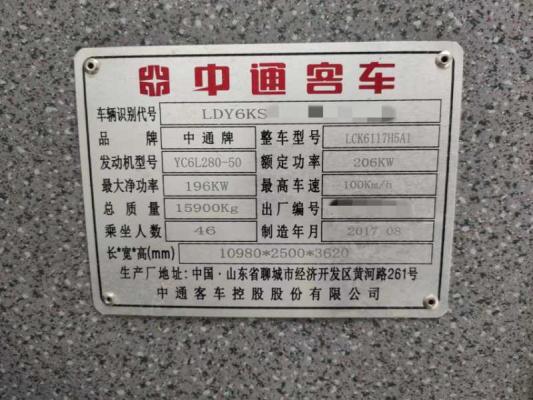 中通客车
车辆识别代号 LDY6KS
品牌 中通牌 整车型号 LCK6117H5A1
发动机型号 YC6L280-50 额定功率 206KW
最大净功率 196KW 最高车速 100Km/h
总质量 15900Kg 出厂编号
乘坐人数 46 制造年月 2017 08
长*宽*高(mm) 10980*2500*3620
生产厂地址:中国·山东省聊城市经济开发区黄河路261号
中通客车控股股份有限公司